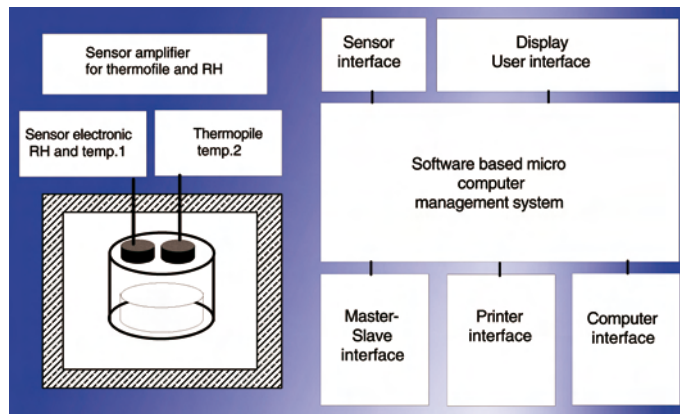 Sensor amplifier
for thermofile and RH
Sensor electronic
RH and temp.1
Thermopile
temp.2
Sensor
interface
Display
User interface
Software based micro
computer
management system
Master-
Slave
interface
Printer
interface
Computer
interface